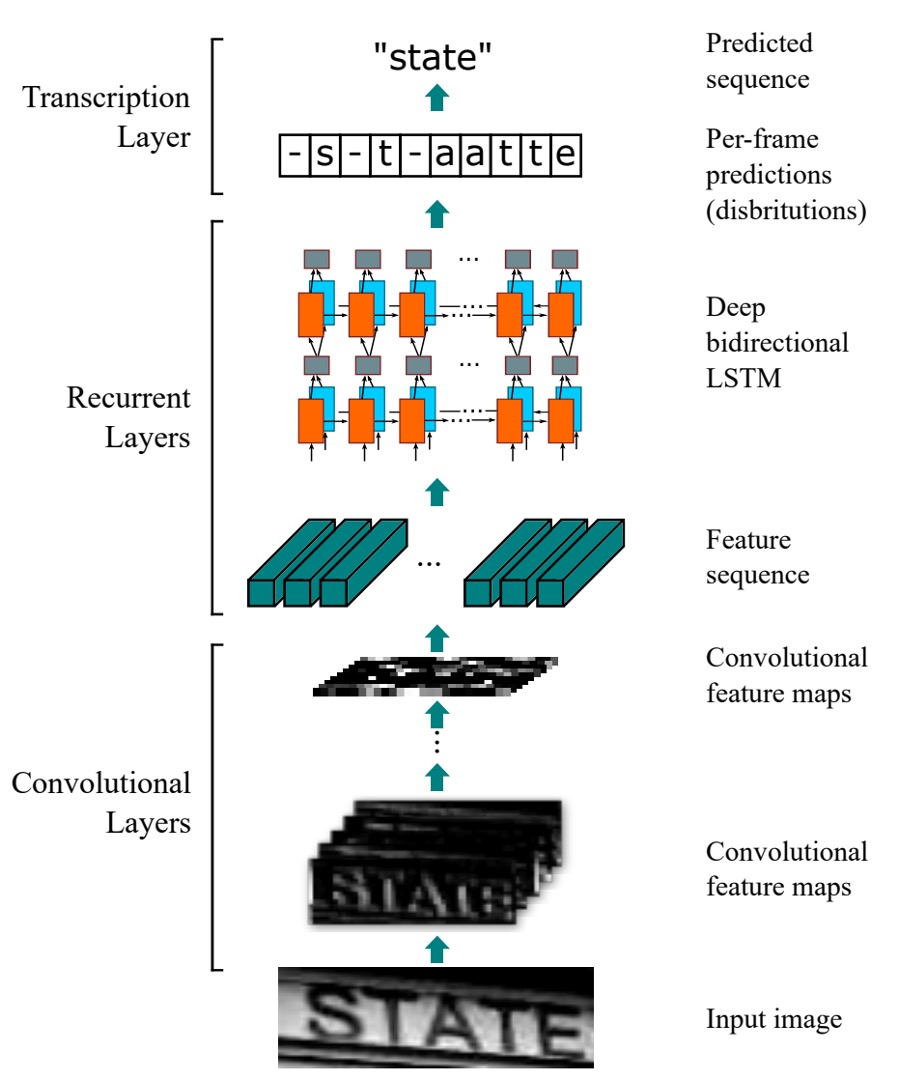 "state"
Predicted
sequence
Transcription
Layer
-s-t-aatte
Per-frame
predictions
(disbritutions)
...
Deep
bidirectional
LSTM
...
...
Recurrent
Layers
...
...
...
Feature
sequence
...
Convolutional
feature maps
...
Convolutional
Layers
STATE
Convolutional
feature maps
STATE
Input image